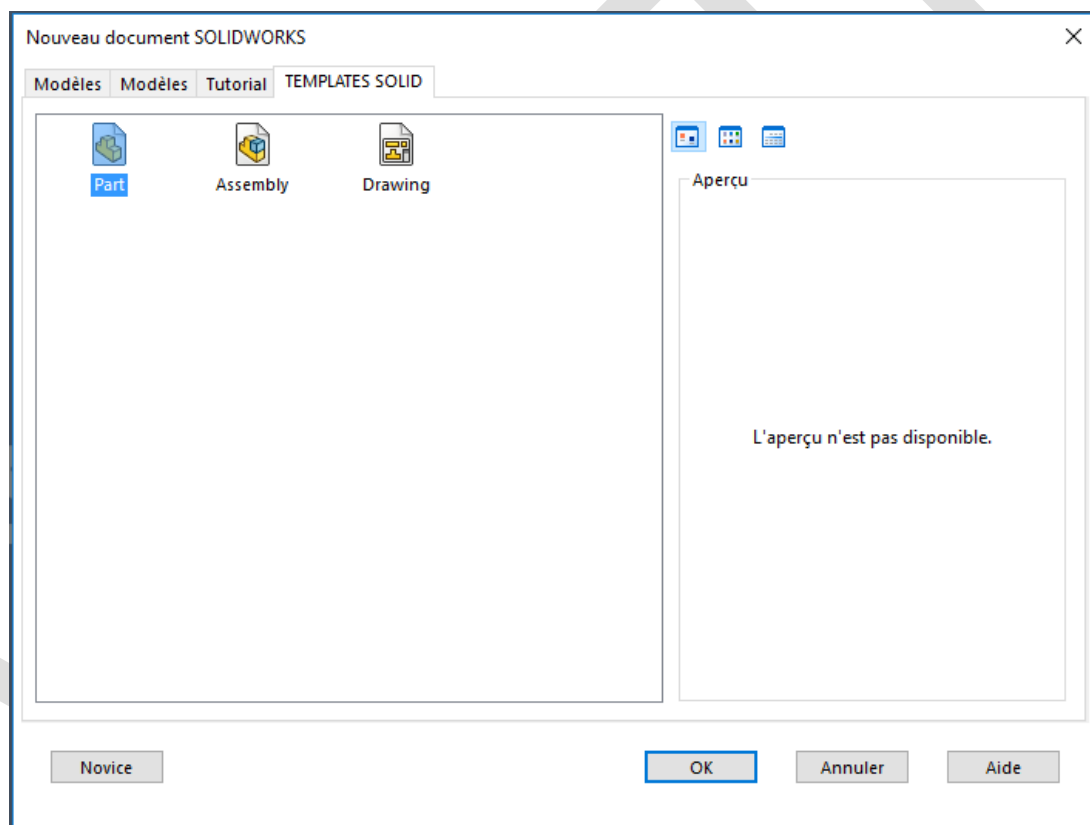 Nouveau document SOLIDWORKS
Modèles Modèles Tutorial TEMPLATES SOLID
Part Assembly Drawing
Aperçu
L'aperçu n'est pas disponible.
Novice OK Annuler Aide